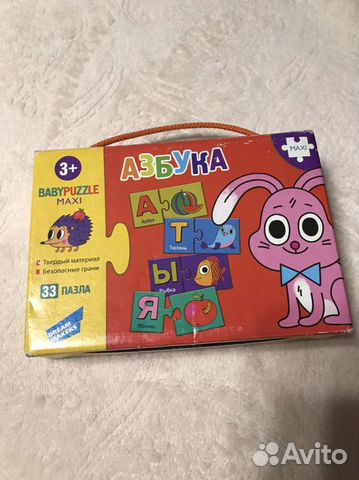 3+
АЗБУКА
MAXI
BABYPUZZLE
MAXI
Твердый материал
Безопасные грани
33 ПАЗЛА
DREAM
MAKERS
А
Арбуз
Т
Тюлень
Ы
Рыбка
Я
Яблоко
Avito